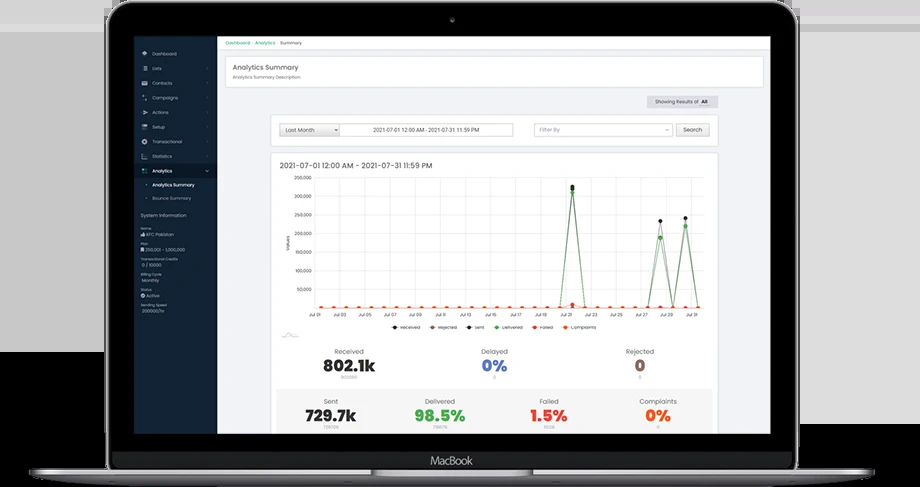 Dashboard · Analytics · Summary
Dashboard
Lists
Contacts
Campaigns
Actions
Setup
Transactional
Statistics
Analytics
Analytics Summary
Bounce Summary
System Information
Name
KFC Pakistan
Plan
250,001 - 1,000,000
Transactional Credits
0 / 10000
Billing Cycle
Monthly
Status
Active
Sending Speed
200000/hr
Analytics Summary
Analytics Summary Description
Showing Results of All
Last Month
2021-07-01 12:00 AM - 2021-07-31 11:59 PM
Filter By
Search
2021-07-01 12:00 AM - 2021-07-31 11:59 PM
Values
350,000
300,000
250,000
200,000
150,000
100,000
50,000
Jul 01 Jul 03 Jul 05 Jul 07 Jul 09 Jul 11 Jul 13 Jul 15 Jul 17 Jul 19 Jul 21 Jul 23 Jul 25 Jul 27 Jul 29 Jul 31
Received Rejected Sent Delivered Failed Complaints
Received Delayed Rejected
802.1k 0% 0
0 0
Sent Delivered Failed Complaints
729.7k 98.5% 1.5% 0%
0
MacBook